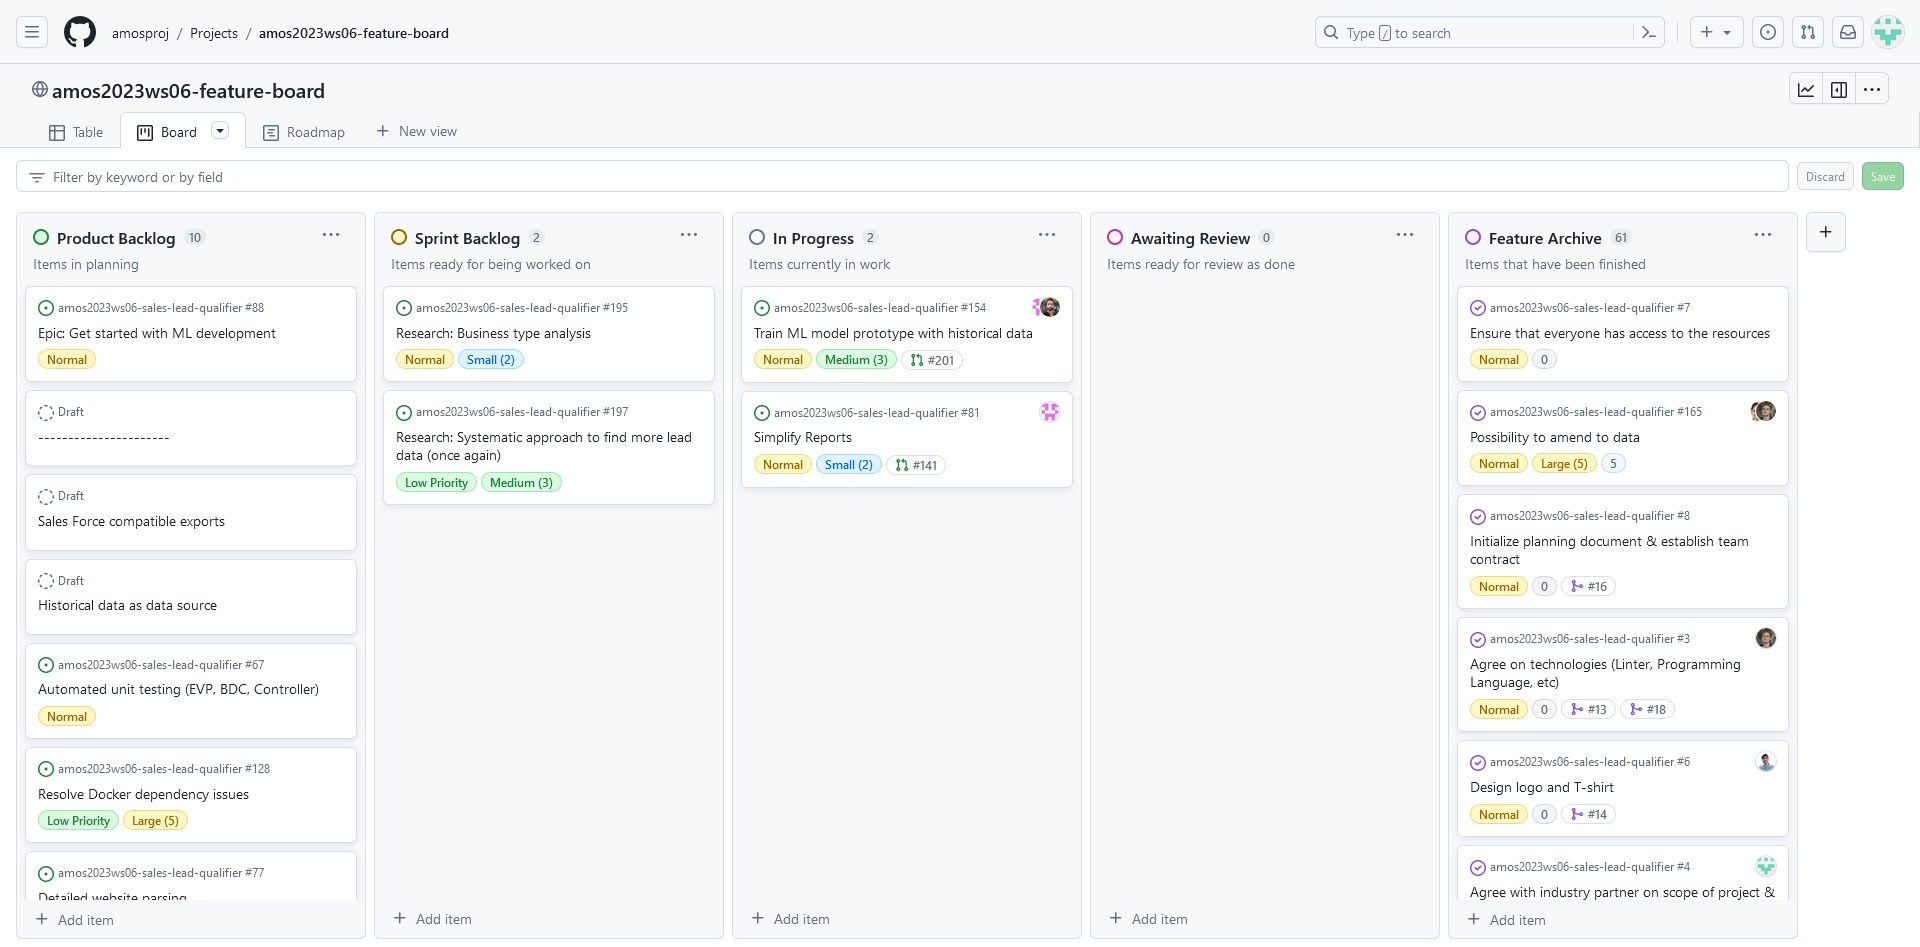 amosproj / Projects / amos2023ws06-feature-board
Type / to search
amos2023ws06-feature-board
Table
Board
Roadmap
New view
Filter by keyword or by field
Discard
Save
Product Backlog 10
Items in planning
amos2023ws06-sales-lead-qualifier #88
Epic: Get started with ML development
Normal
Draft
----------------------
Draft
Sales Force compatible exports
Draft
Historical data as data source
amos2023ws06-sales-lead-qualifier #67
Automated unit testing (EVP, BDC, Controller)
Normal
amos2023ws06-sales-lead-qualifier #128
Resolve Docker dependency issues
Low Priority Large (5)
amos2023ws06-sales-lead-qualifier #77
Detailed website parsing
Add item
Sprint Backlog 2
Items ready for being worked on
amos2023ws06-sales-lead-qualifier #195
Research: Business type analysis
Normal Small (2)
amos2023ws06-sales-lead-qualifier #197
Research: Systematic approach to find more lead
data (once again)
Low Priority Medium (3)
Add item
In Progress 2
Items currently in work
amos2023ws06-sales-lead-qualifier #154
Train ML model prototype with historical data
Normal Medium (3) #201
amos2023ws06-sales-lead-qualifier #81
Simplify Reports
Normal Small (2) #141
Add item
Awaiting Review 0
Items ready for review as done
Add item
Feature Archive 61
Items that have been finished
amos2023ws06-sales-lead-qualifier #7
Ensure that everyone has access to the resources
Normal 0
amos2023ws06-sales-lead-qualifier #165
Possibility to amend to data
Normal Large (5) 5
amos2023ws06-sales-lead-qualifier #8
Initialize planning document & establish team
contract
Normal 0 #16
amos2023ws06-sales-lead-qualifier #3
Agree on technologies (Linter, Programming
Language, etc)
Normal 0 #13 #18
amos2023ws06-sales-lead-qualifier #6
Design logo and T-shirt
Normal 0 #14
amos2023ws06-sales-lead-qualifier #4
Agree with industry partner on scope of project &
Add item